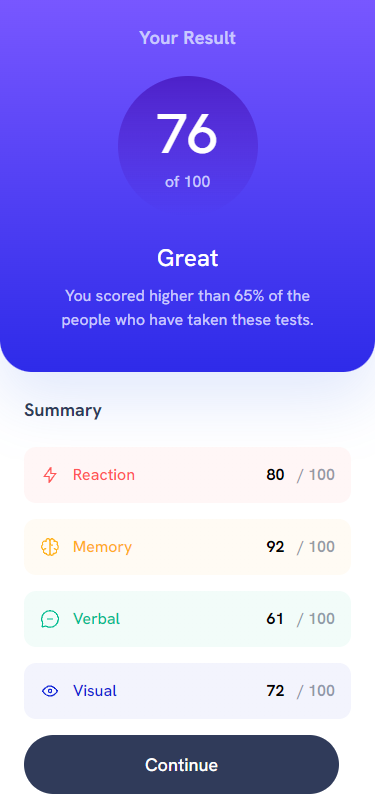 Your Result
76
of 100
Great
You scored higher than 65% of the
people who have taken these tests.
Summary
Reaction 80 / 100
Memory 92 / 100
Verbal 61 / 100
Visual 72 / 100
Continue